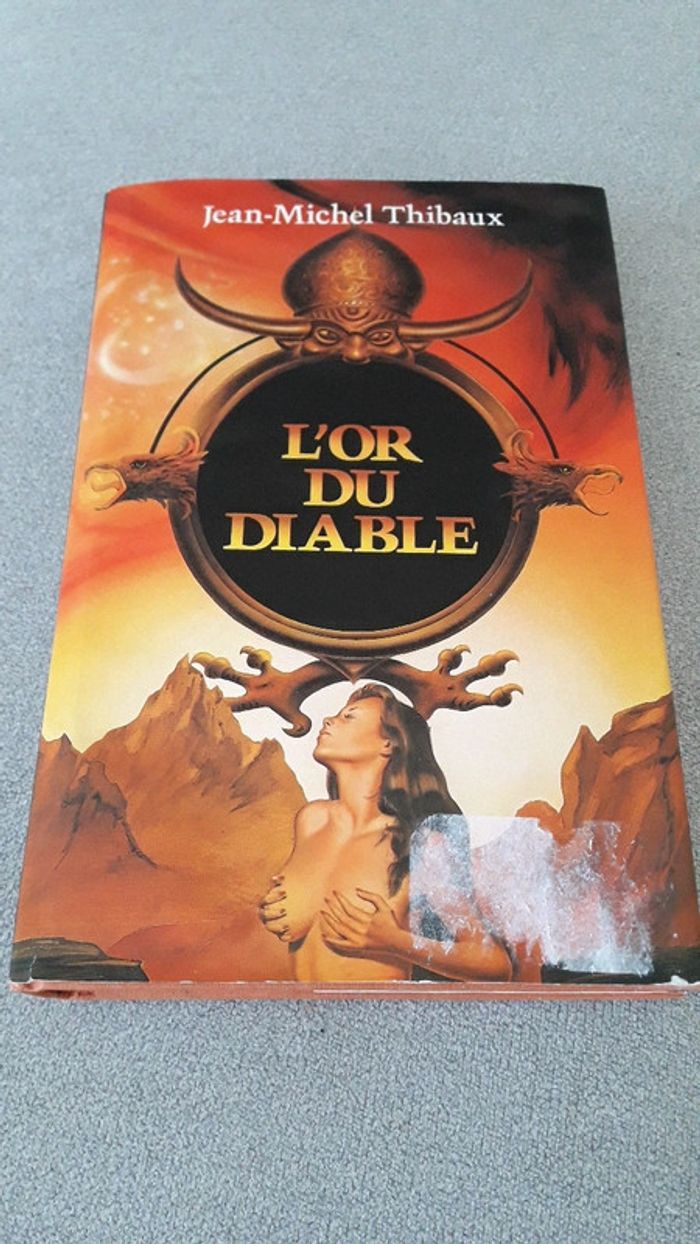 Jean-Michel Thibaux
L'OR
DU
DIABLE